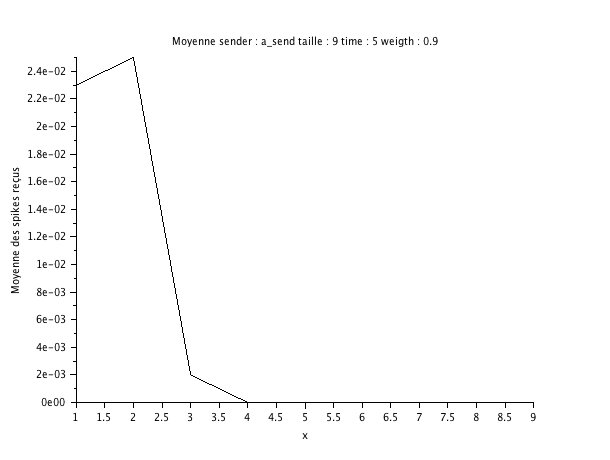 Moyenne sender : a_send taille : 9 time : 5 weigth : 0.9
Moyenne des spikes reçus
2.4e-02
2.2e-02
2e-02
1.8e-02
1.6e-02
1.4e-02
1.2e-02
1e-02
8e-03
6e-03
4e-03
2e-03
0e00
1 1.5 2 2.5 3 3.5 4 4.5 5 5.5 6 6.5 7 7.5 8 8.5 9
x